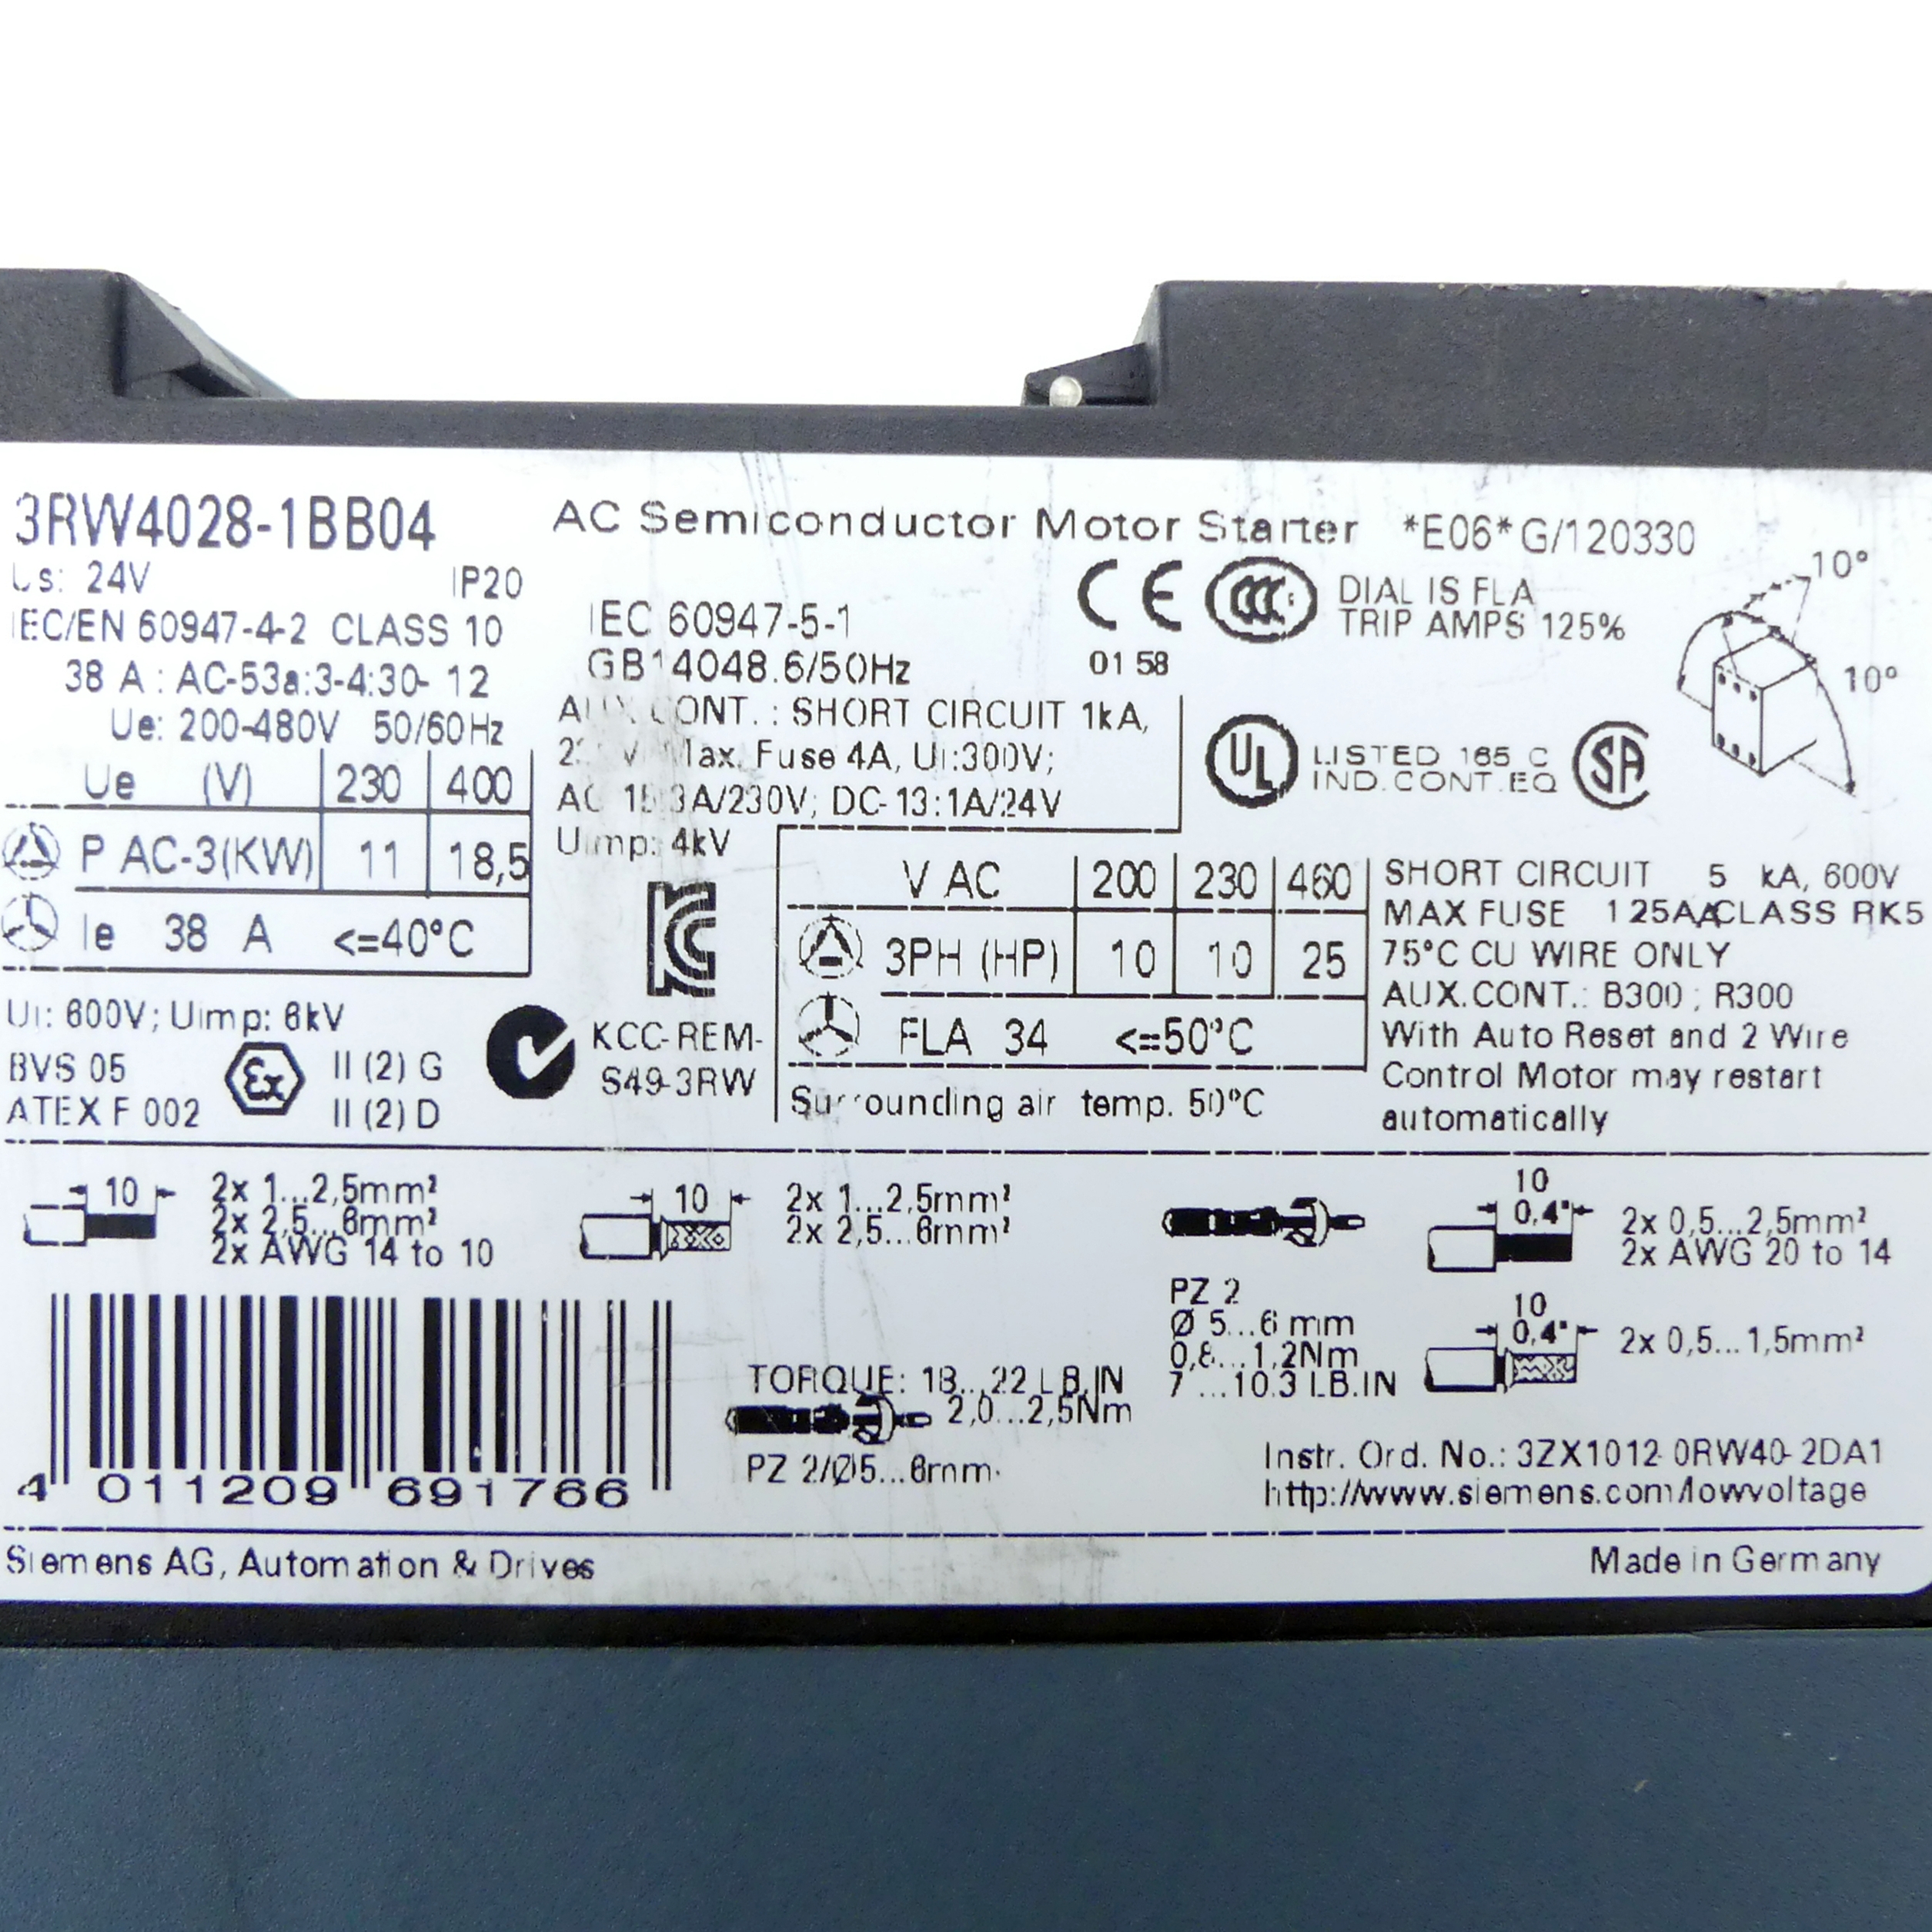 3RW4028-1BB04
Us: 24V IP20
IEC/EN 60947-4-2 CLASS 10
38 A : AC-53a:3-4:30- 12
Ue: 200-480V 50/60Hz
Ue (V) 230 400
P AC-3(KW) 11 18,5
Ie 38 A <=40°C
Ui: 600V; Uimp: 6kV
BVS 05
ATEX F 002
Ex
II (2) G
II (2) D
AC Semiconductor Motor Starter *E06* G/120330
IEC 60947-5-1
GB14048.6/50Hz
AUX.CONT. : SHORT CIRCUIT 1kA,
Max. Fuse 4A, Ui:300V;
AC 15:3A/230V; DC-13:1A/24V
Uimp: 4kV
KC
KCC-REM-
S49-3RW
CE
0158
CCC
DIAL IS FLA
TRIP AMPS 125%
10°
10°
UL
LISTED 165 C
IND.CONT.EQ
SA
V AC 200 230 460
3PH (HP) 10 10 25
FLA 34 <=50°C
Surrounding air temp. 50°C
SHORT CIRCUIT 5 kA, 600V
MAX FUSE 125A CLASS RK5
75°C CU WIRE ONLY
AUX.CONT.: B300 ; R300
With Auto Reset and 2 Wire
Control Motor may restart
automatically
10
2x 1...2,5mm²
2x 2,5...6mm²
2x AWG 14 to 10
10
2x 1...2,5mm²
2x 2,5...6mm²
PZ 2
Ø 5...6 mm
0,8...1,2Nm
7 ...10.3 LB.IN
10
0,4"
2x 0,5...2,5mm²
2x AWG 20 to 14
10
0,4"
2x 0,5...1,5mm²
TORQUE: 18...22 LB.IN
2,0...2,5Nm
PZ 2/Ø5...6mm
4 011209 691766
Instr. Ord. No.: 3ZX1012-0RW40-2DA1
http://www.siemens.com/lowvoltage
Siemens AG, Automation & Drives
Made in Germany